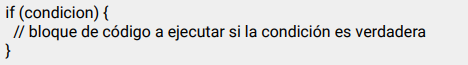 if (condicion) {
// bloque de código a ejecutar si la condición es verdadera
}